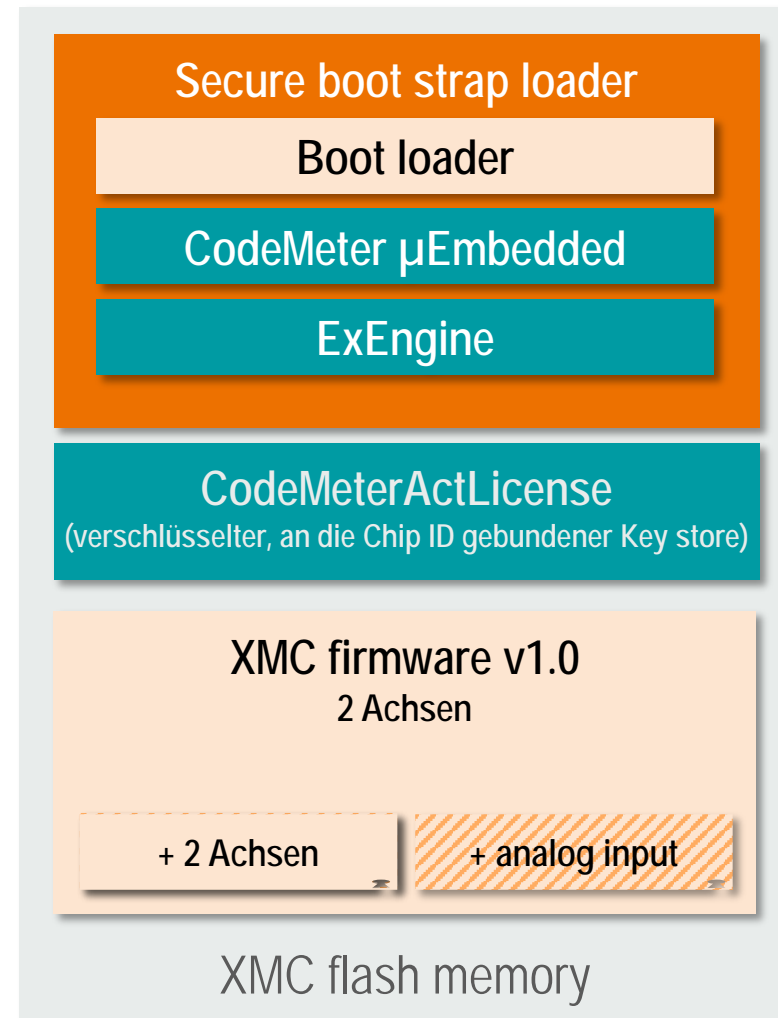 Secure boot strap loader
Boot loader
CodeMeter µEmbedded
ExEngine
CodeMeterActLicense
(verschlüsselter, an die Chip ID gebundener Key store)
XMC firmware v1.0
2 Achsen
+ 2 Achsen
+ analog input
XMC flash memory